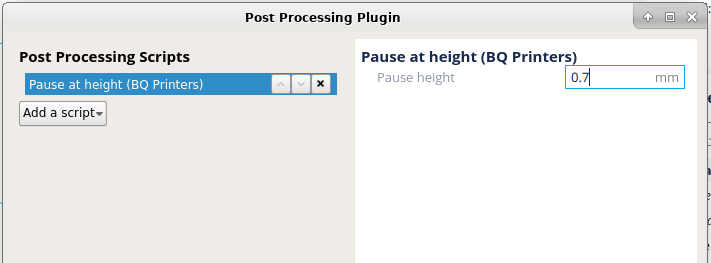 Post Processing Plugin
Post Processing Scripts
Pause at height (BQ Printers)
Add a script
Pause at height (BQ Printers)
Pause height 0.7 mm